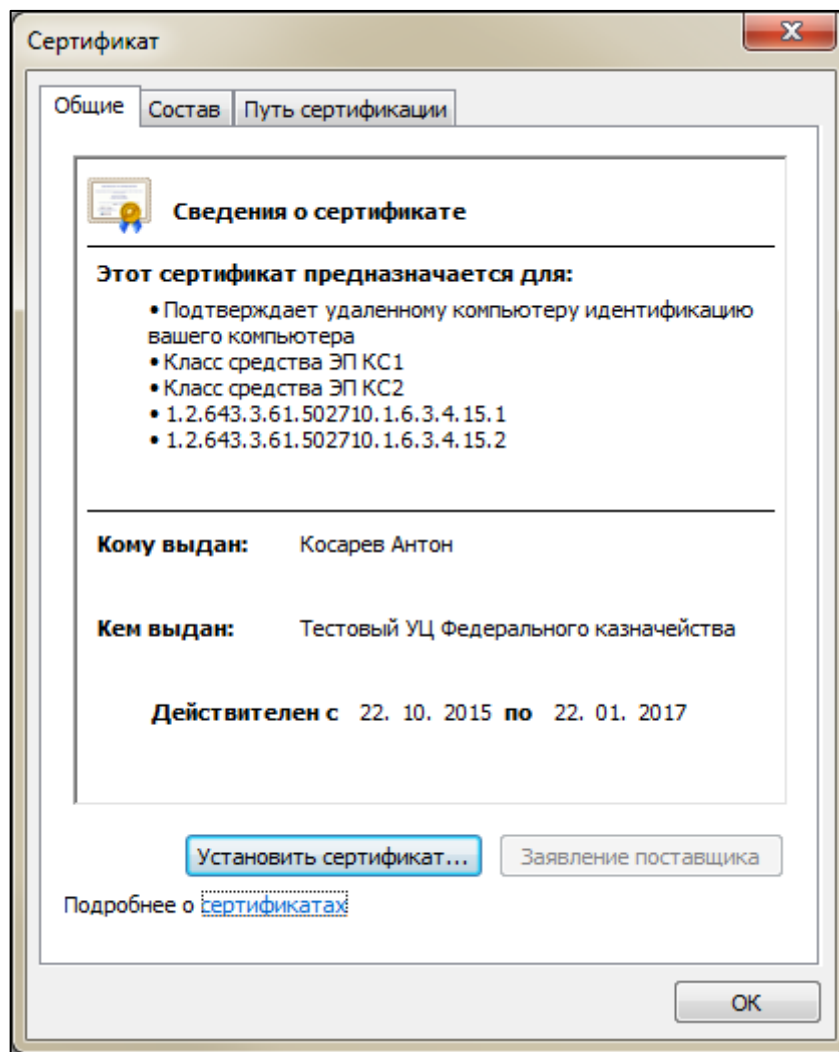 Сертификат
Общие
Состав
Путь сертификации
Сведения о сертификате
Этот сертификат предназначается для:
• Подтверждает удаленному компьютеру идентификацию
вашего компьютера
• Класс средства ЭП КС1
• Класс средства ЭП КС2
• 1.2.643.3.61.502710.1.6.3.4.15.1
• 1.2.643.3.61.502710.1.6.3.4.15.2
Кому выдан: Косарев Антон
Кем выдан: Тестовый УЦ Федерального казначейства
Действителен с 22. 10. 2015 по 22. 01. 2017
Установить сертификат...
Заявление поставщика
Подробнее о сертификатах
ОК